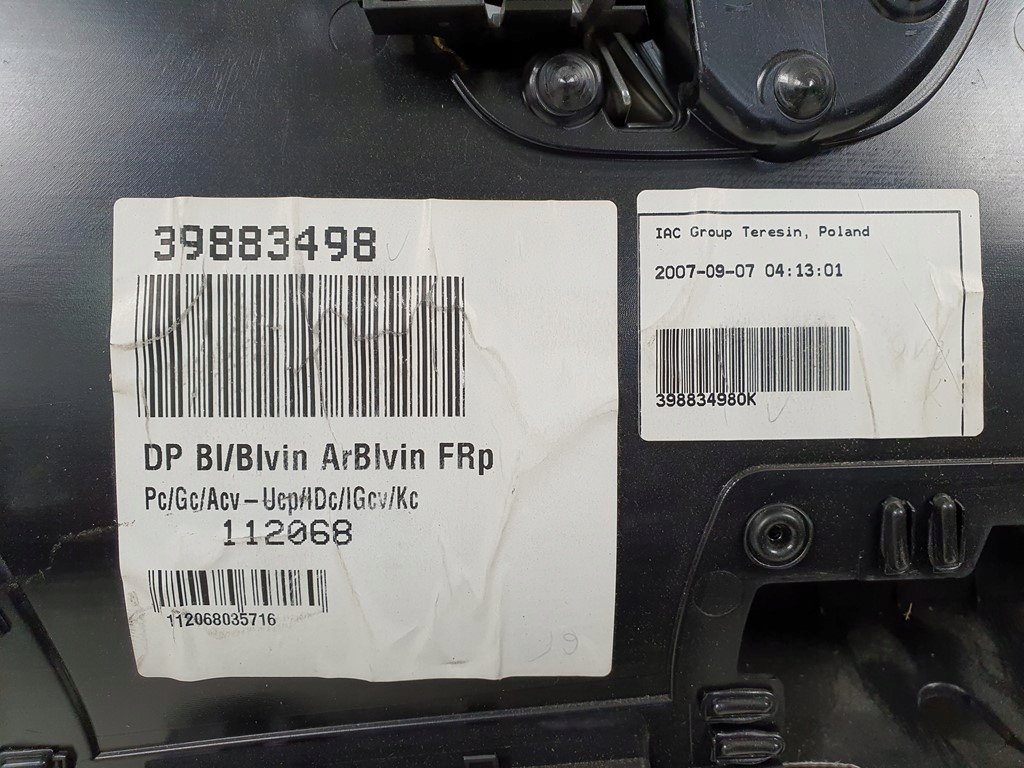 39883498
DP Bl/Blvin ArBlvin FRp
Pc/Gc/Acv–Ucp/IDc/IGcv/Kc
112068
112068035716
IAC Group Teresin, Poland
2007-09-07 04:13:01
398834980K